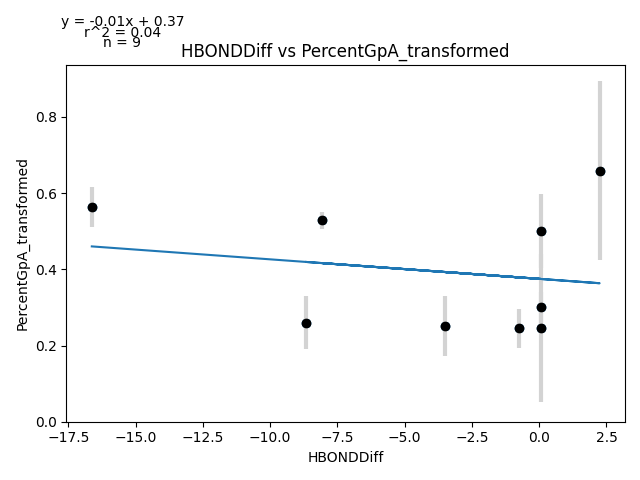 y = -0.01x + 0.37
r^2 = 0.04
n = 9
HBONDDiff vs PercentGpA_transformed
PercentGpA_transformed
0.8
0.6
0.4
0.2
0.0
−17.5 −15.0 −12.5 −10.0 −7.5 −5.0 −2.5 0.0 2.5
HBONDDiff